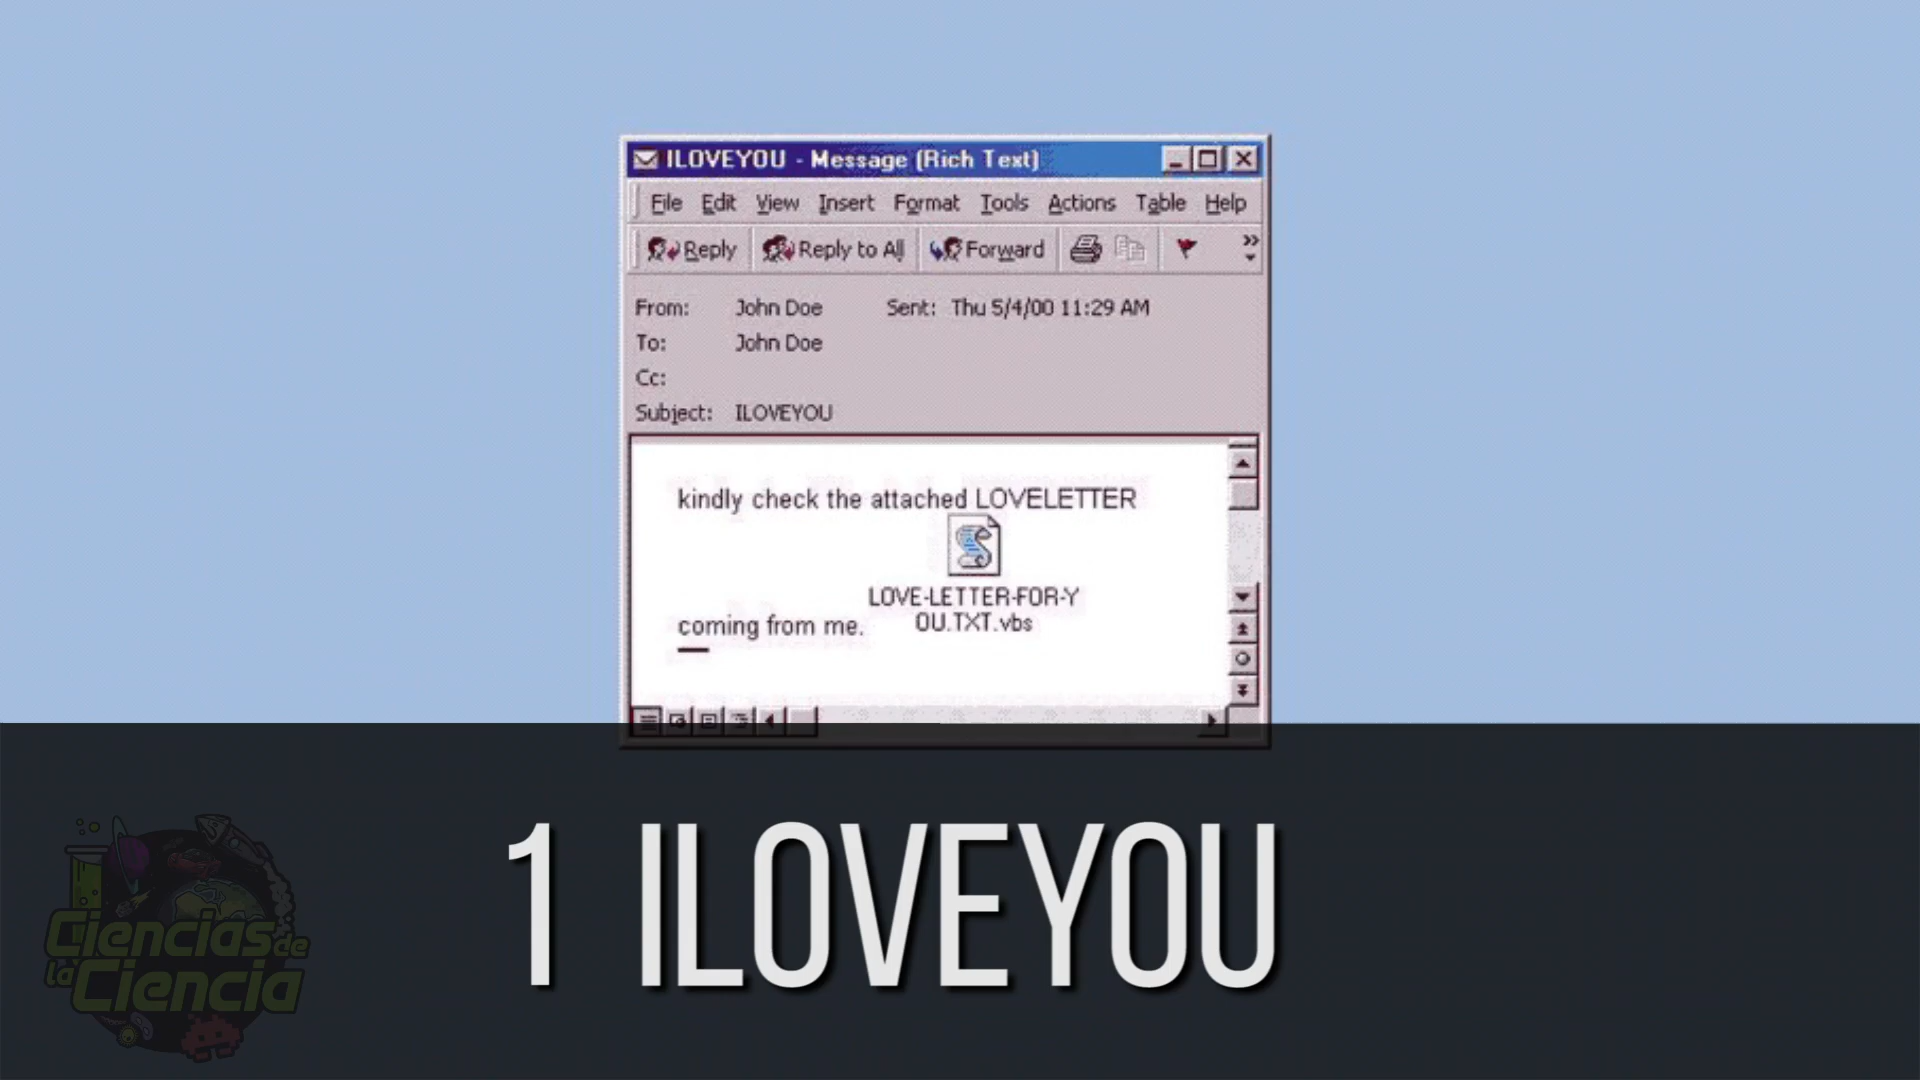 ILOVEYOU - Message (Rich Text)
File Edit View Insert Format Tools Actions Table Help
Reply Reply to All Forward
From: John Doe Sent: Thu 5/4/00 11:29 AM
To: John Doe
Cc:
Subject: ILOVEYOU
kindly check the attached LOVELETTER
LOVE-LETTER-FOR-Y
OU.TXT.vbs
coming from me.
1 ILOVEYOU
Ciencias de
la Ciencia